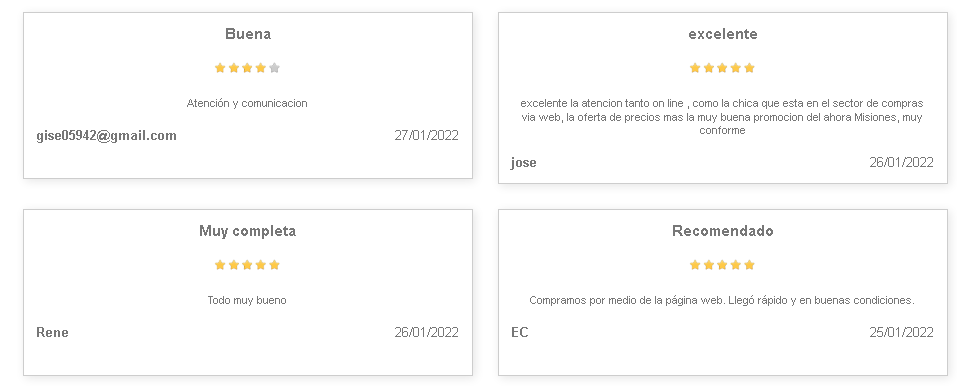 Buena
Atención y comunicacion
gise05942@gmail.com 27/01/2022
excelente
excelente la atencion tanto on line , como la chica que esta en el sector de compras
via web, la oferta de precios mas la muy buena promocion del ahora Misiones, muy
conforme
jose 26/01/2022
Muy completa
Todo muy bueno
Rene 26/01/2022
Recomendado
Compramos por medio de la página web. Llegó rápido y en buenas condiciones.
EC 25/01/2022